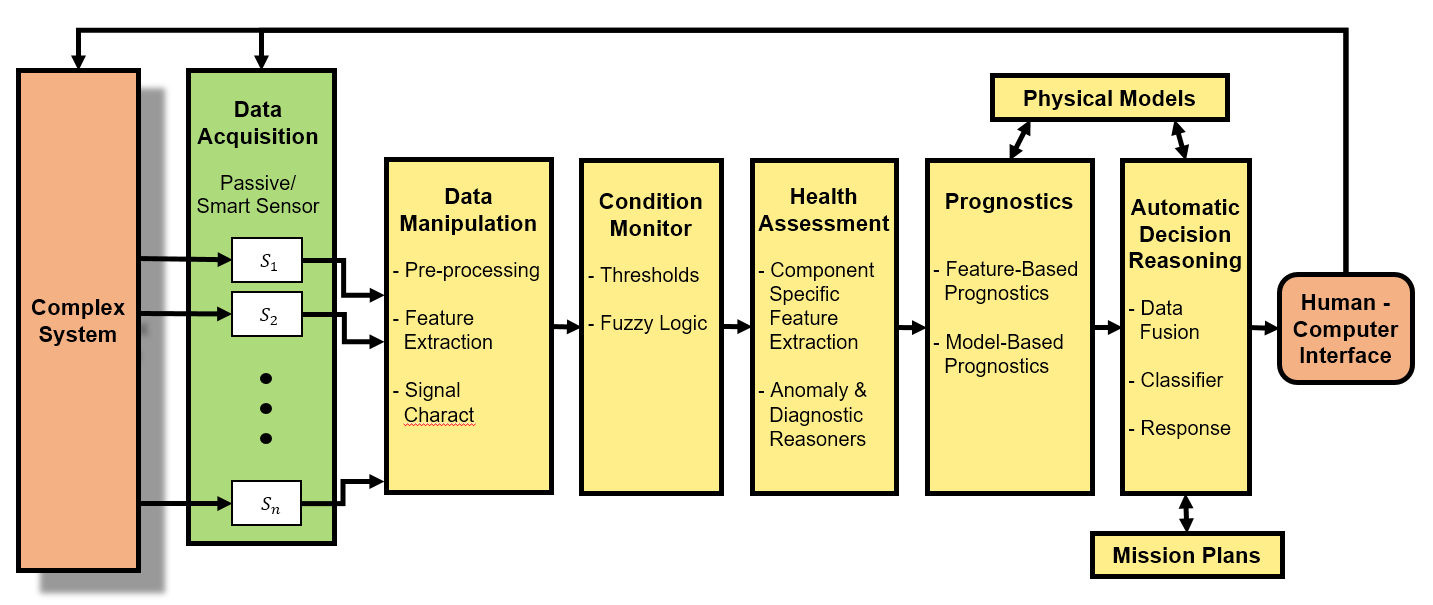 Complex
System
Data
Acquisition
Passive/
Smart Sensor
S₁
S₂
Sₙ
Data
Manipulation
- Pre-processing
- Feature
Extraction
- Signal
Charact
Condition
Monitor
- Thresholds
- Fuzzy Logic
Health
Assessment
- Component
Specific
Feature
Extraction
- Anomaly &
Diagnostic
Reasoners
Physical Models
Prognostics
- Feature-Based
Prognostics
- Model-Based
Prognostics
Automatic
Decision
Reasoning
- Data
Fusion
- Classifier
- Response
Mission Plans
Human -
Computer
Interface